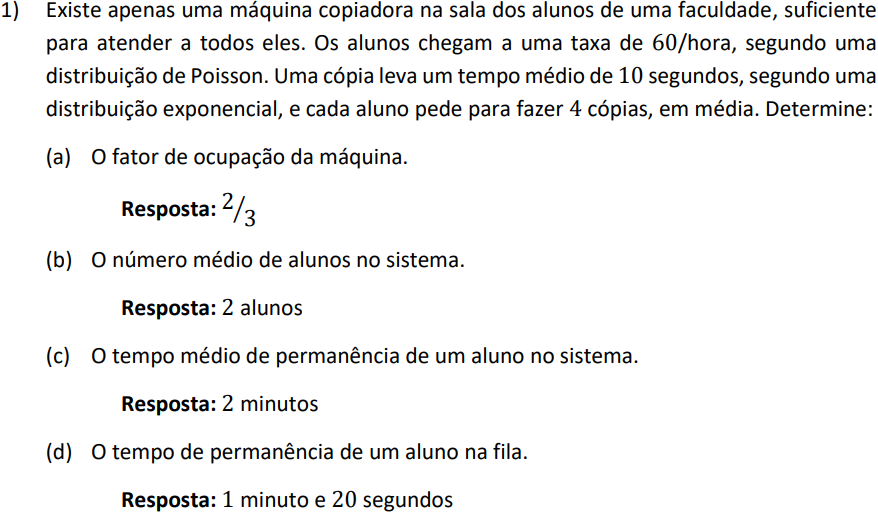 1) Existe apenas uma máquina copiadora na sala dos alunos de uma faculdade, suficiente
para atender a todos eles. Os alunos chegam a uma taxa de 60/hora, segundo uma
distribuição de Poisson. Uma cópia leva um tempo médio de 10 segundos, segundo uma
distribuição exponencial, e cada aluno pede para fazer 4 cópias, em média. Determine:
(a) O fator de ocupação da máquina.
Resposta: 2/3
(b) O número médio de alunos no sistema.
Resposta: 2 alunos
(c) O tempo médio de permanência de um aluno no sistema.
Resposta: 2 minutos
(d) O tempo de permanência de um aluno na fila.
Resposta: 1 minuto e 20 segundos